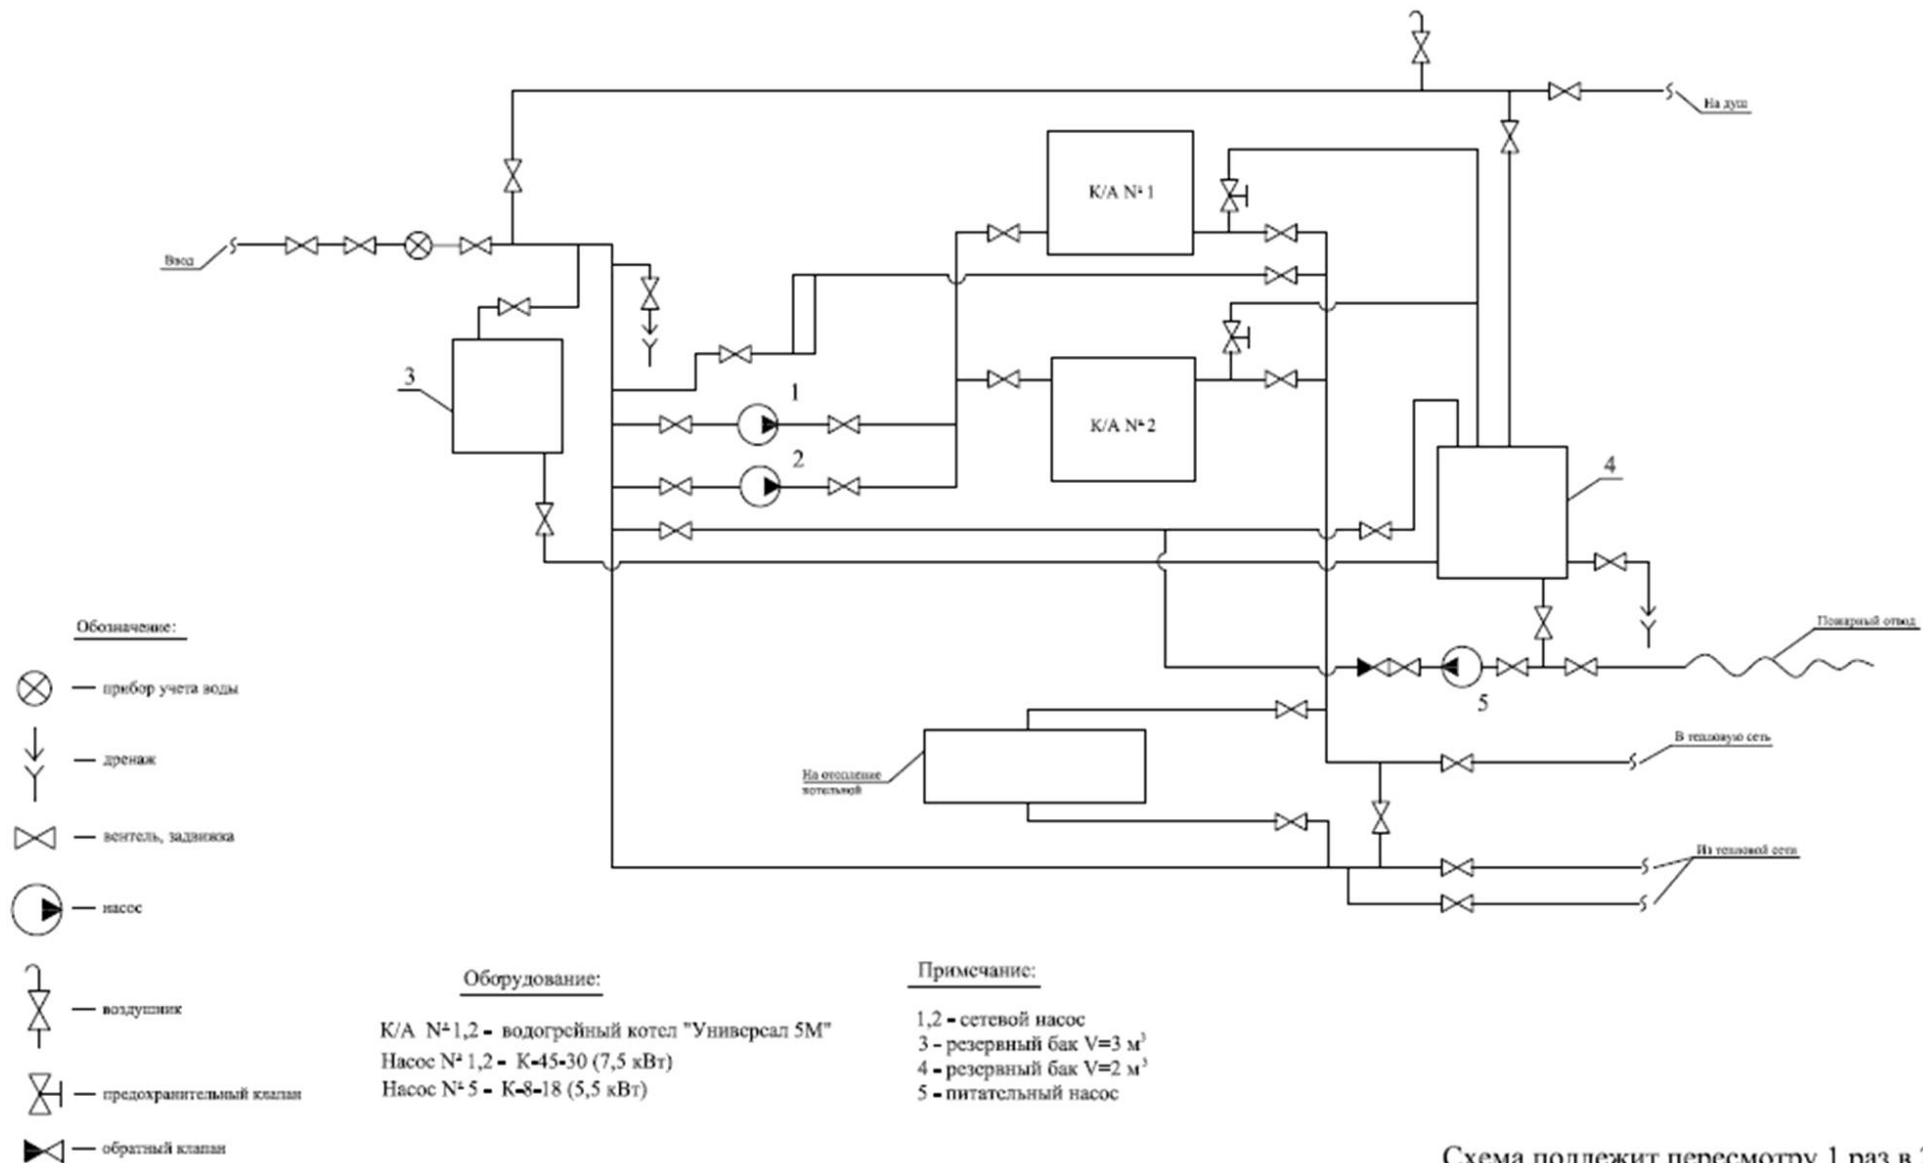 На душ
К/А № 1
Ввод
3
1
К/А № 2
2
4
Обозначение:
Пожарный отвод
прибор учета воды
5
В тепловую сеть
дренаж
На отопление
котельной
вентель, задвижка
Из тепловой сети
насос
воздушник
предохранительный клапан
обратный клапан
Оборудование:
К/А № 1,2 - водогрейный котел "Универсал 5М"
Насос № 1,2 - К-45-30 (7,5 кВт)
Насос № 5 - К-8-18 (5,5 кВт)
Примечание:
1,2 - сетевой насос
3 - резервный бак V=3 м³
4 - резервный бак V=2 м³
5 - питательный насос
Схема подлежит пересмотру 1 раз в